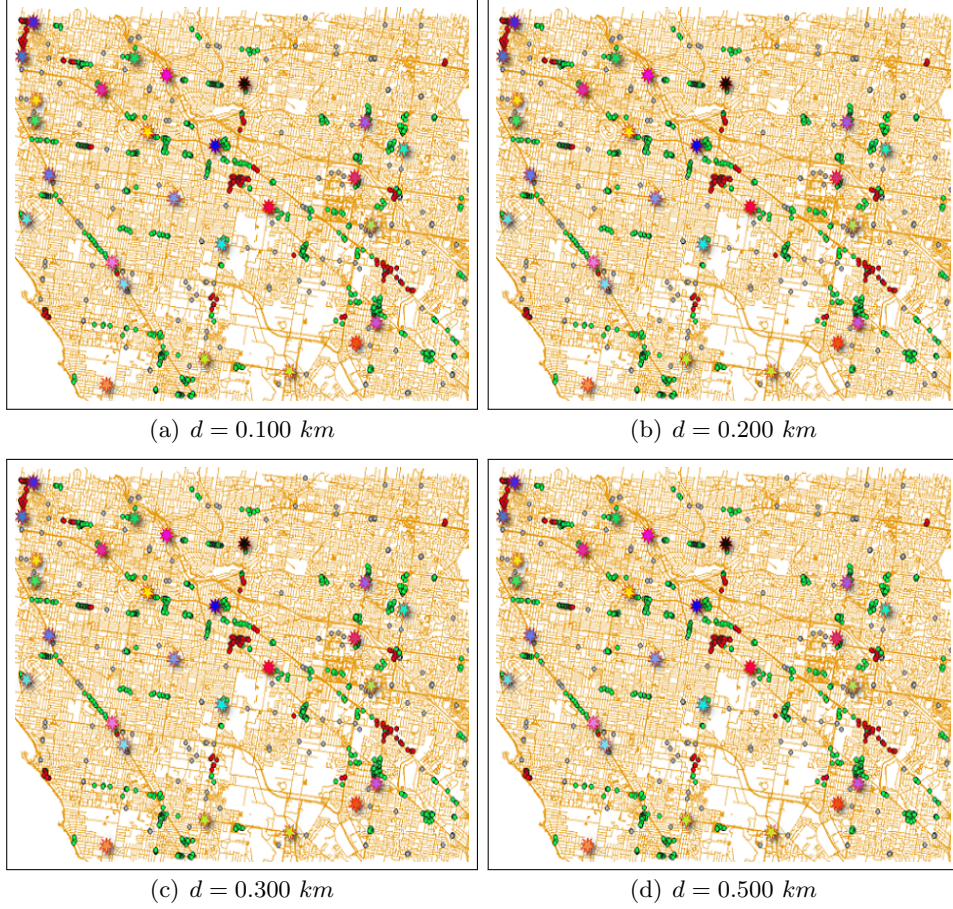 (a) d = 0.100 km
(b) d = 0.200 km
(c) d = 0.300 km
(d) d = 0.500 km